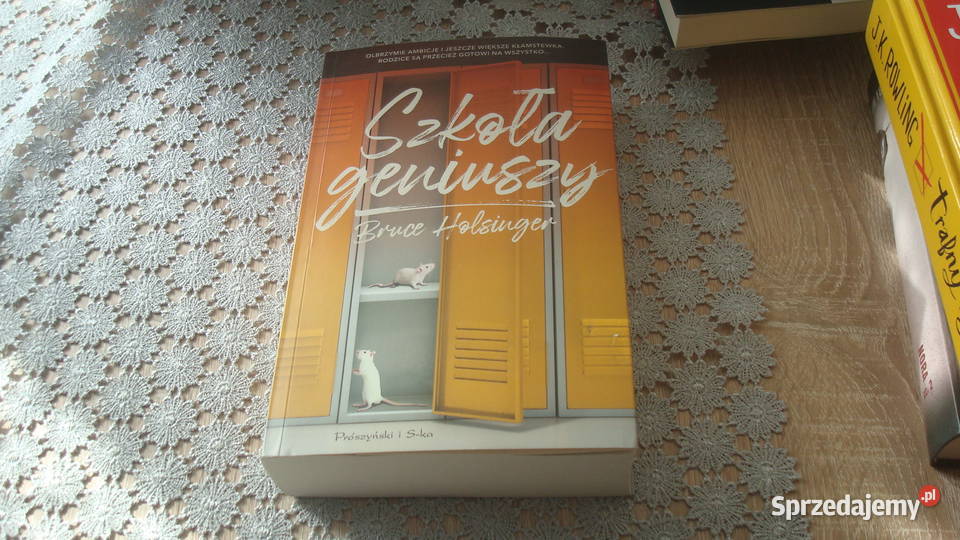 OLBRZYMIE AMBICJE I JESZCZE WIĘKSZE KŁAMSTEWKA.
RODZICE SĄ PRZECIEŻ GOTOWI NA WSZYSTKO...
Szkoła
geniuszy
Bruce Holsinger
Prószyński i S-ka
J.K. ROWLING
trafny
NORA
Sprzedajemy.pl